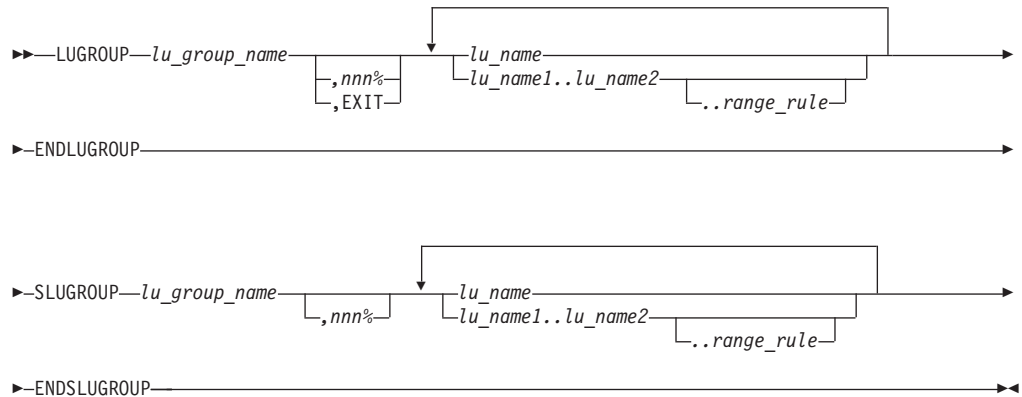 LUGROUP lu_group_name lu_name
,nnn% lu_name1..lu_name2
,EXIT ..range_rule
ENDLUGROUP
SLUGROUP lu_group_name lu_name
,nnn% lu_name1..lu_name2
..range_rule
ENDSLUGROUP